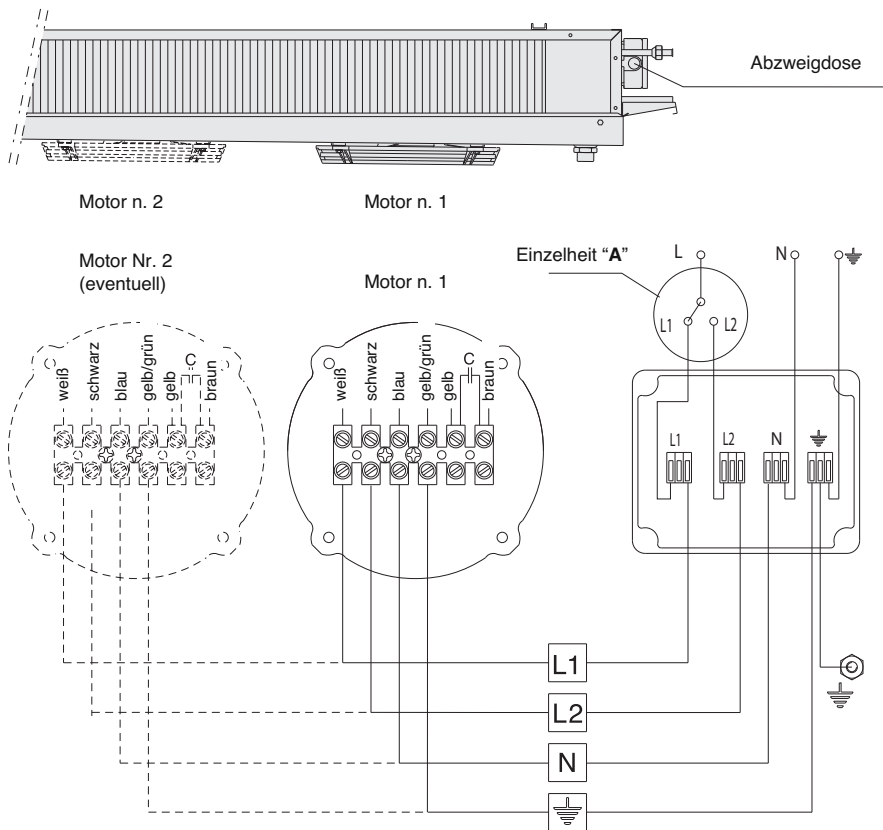 Abzweigdose
Motor n. 2
Motor n. 1
Motor Nr. 2
(eventuell)
Motor n. 1
Einzelheit “A”
L
N
L1
L2
weiß
schwarz
blau
gelb/grün
gelb
C
braun
weiß
schwarz
blau
gelb/grün
gelb
C
braun
L1
L2
N
L1
L2
N